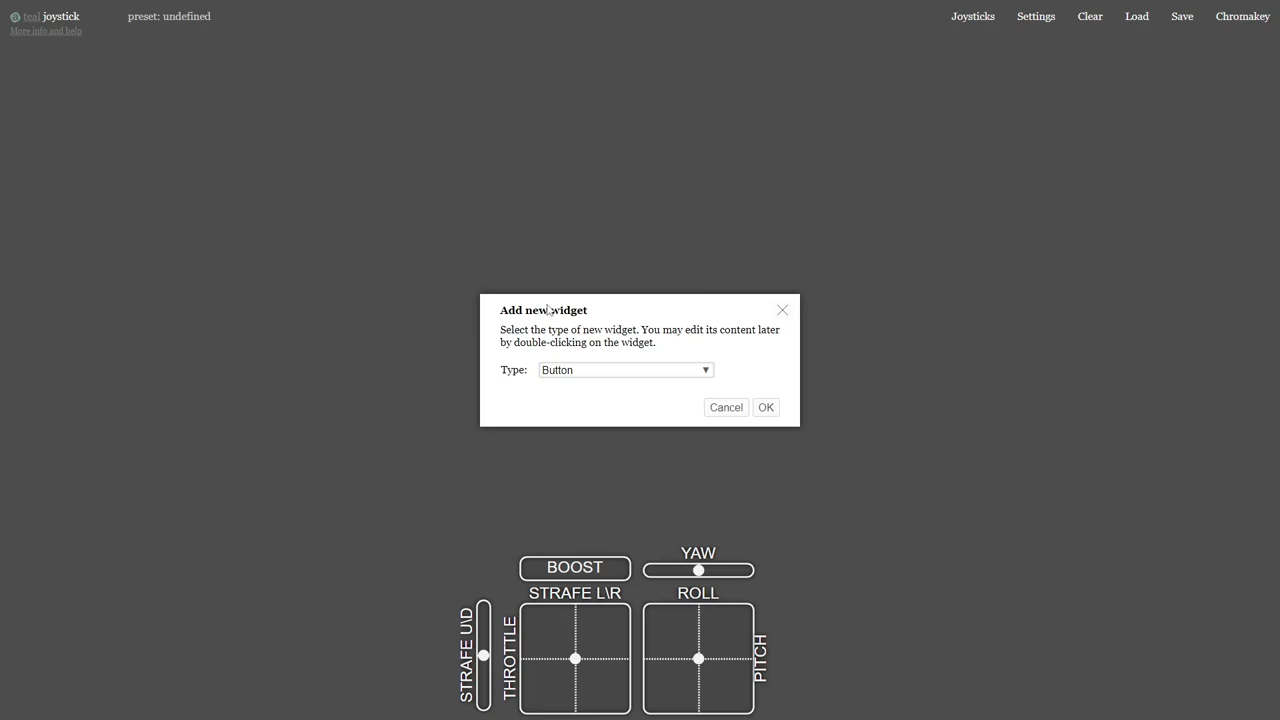 teal joystick
preset: undefined
Joysticks
Settings
Clear
Load
Save
Chromakey
More info and help
Add new widget
Select the type of new widget. You may edit its content later
by double-clicking on the widget.
Type:
Button
Cancel
OK
YAW
BOOST
STRAFE L\R
ROLL
STRAFE U\D
THROTTLE
PITCH